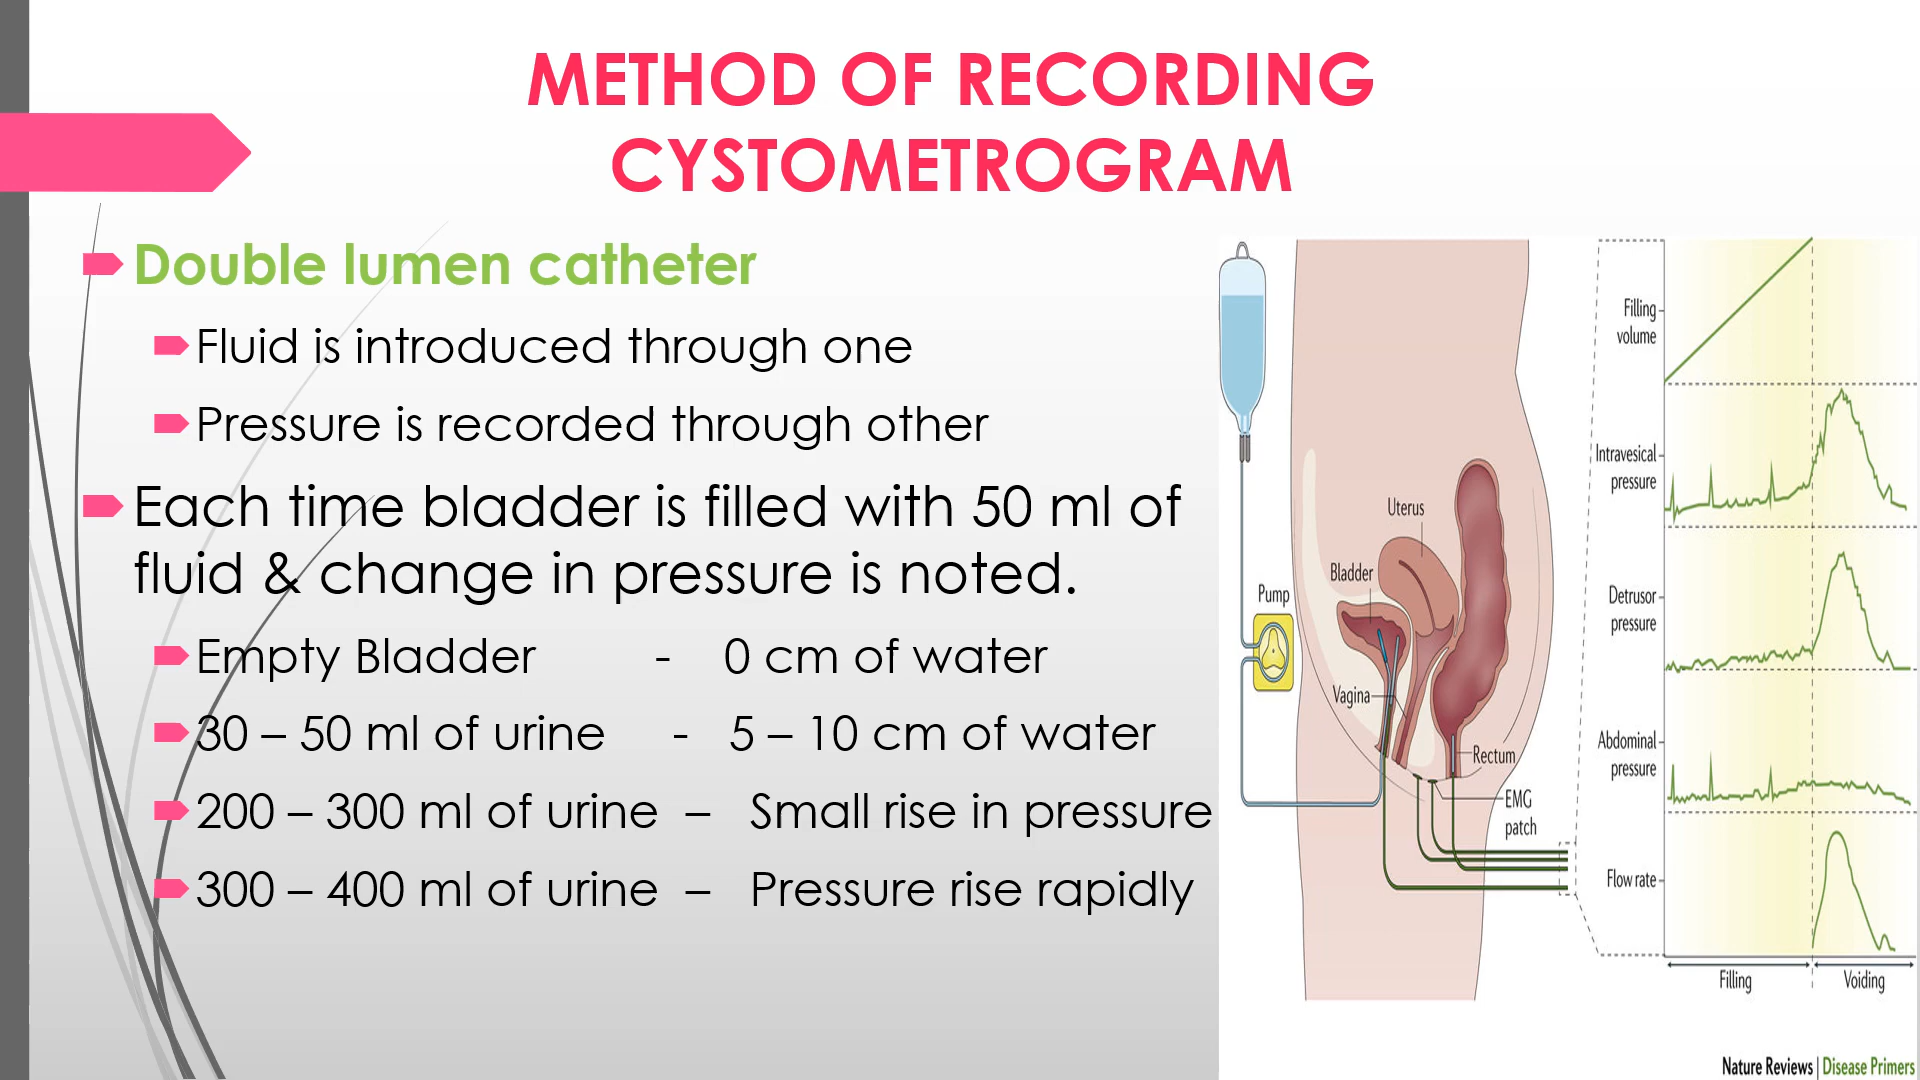 METHOD OF RECORDING
CYSTOMETROGRAM
Double lumen catheter
Fluid is introduced through one
Pressure is recorded through other
Each time bladder is filled with 50 ml of
fluid & change in pressure is noted.
Empty Bladder - 0 cm of water
30 – 50 ml of urine - 5 – 10 cm of water
200 – 300 ml of urine – Small rise in pressure
300 – 400 ml of urine – Pressure rise rapidly
Pump
Uterus
Bladder
Vagina
Rectum
EMG
patch
Filling
volume
Intravesical
pressure
Detrusor
pressure
Abdominal
pressure
Flow rate
Filling
Voiding
Nature Reviews | Disease Primers